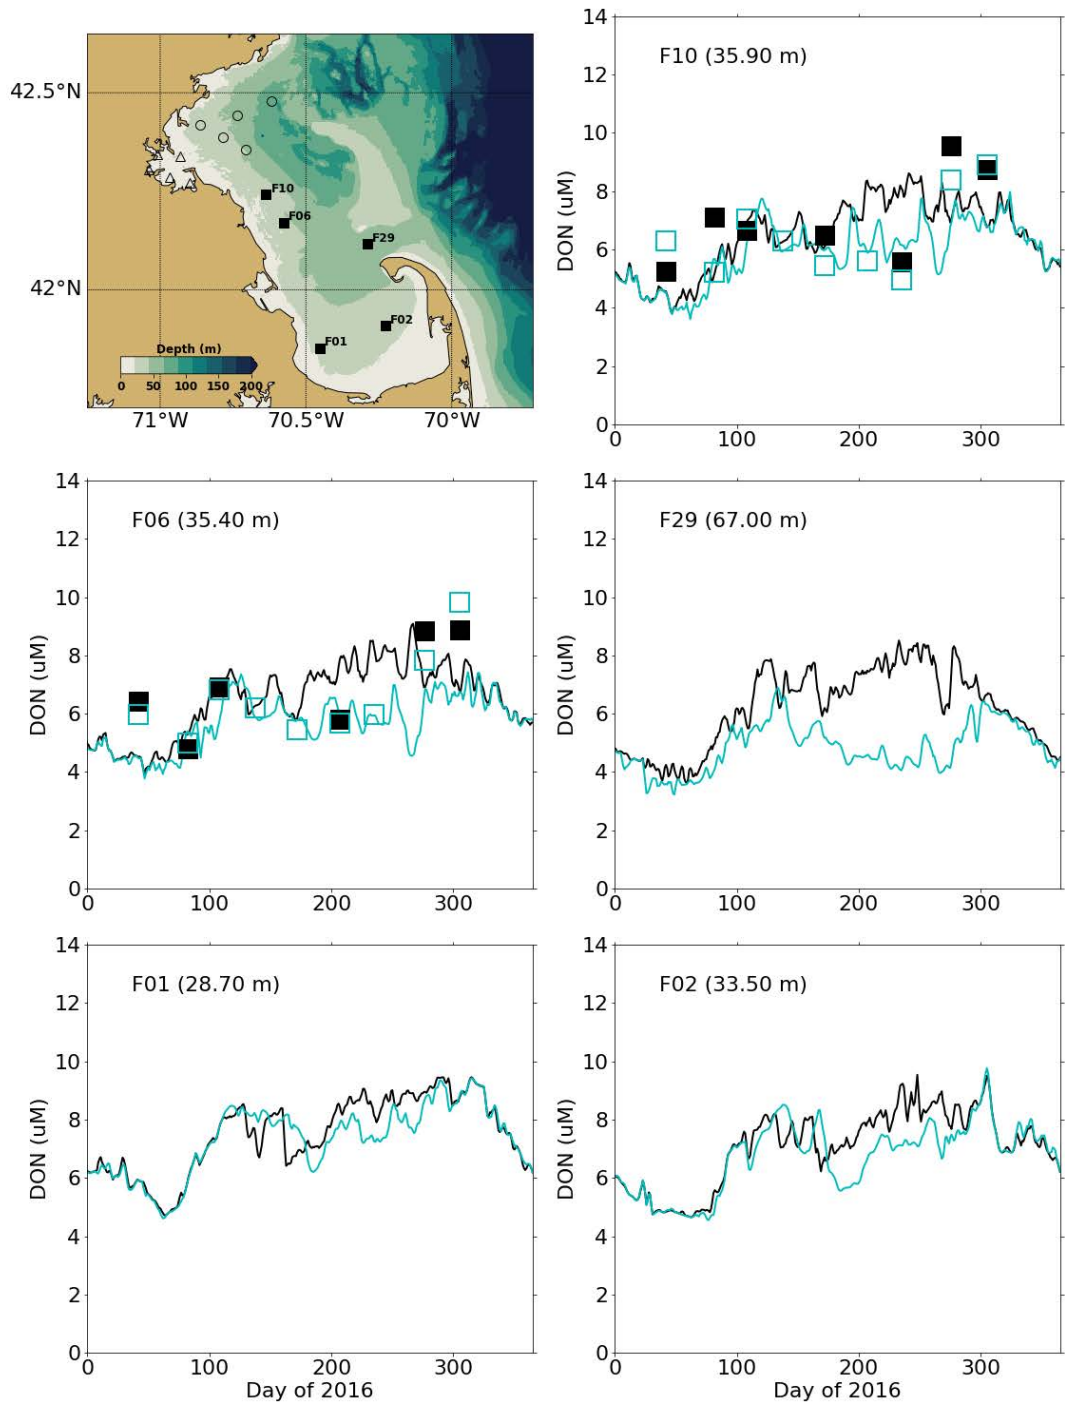 42.5°N
42°N
71°W
70.5°W
70°W
F10
F06
F29
F02
F01
Depth (m)
0 50 100 150 200
F10 (35.90 m)
DON (uM)
14
12
10
8
6
4
2
0
0 100 200 300
F06 (35.40 m)
DON (uM)
14
12
10
8
6
4
2
0
0 100 200 300
F29 (67.00 m)
DON (uM)
14
12
10
8
6
4
2
0
0 100 200 300
F01 (28.70 m)
DON (uM)
14
12
10
8
6
4
2
0
0 100 200 300
Day of 2016
F02 (33.50 m)
DON (uM)
14
12
10
8
6
4
2
0
0 100 200 300
Day of 2016